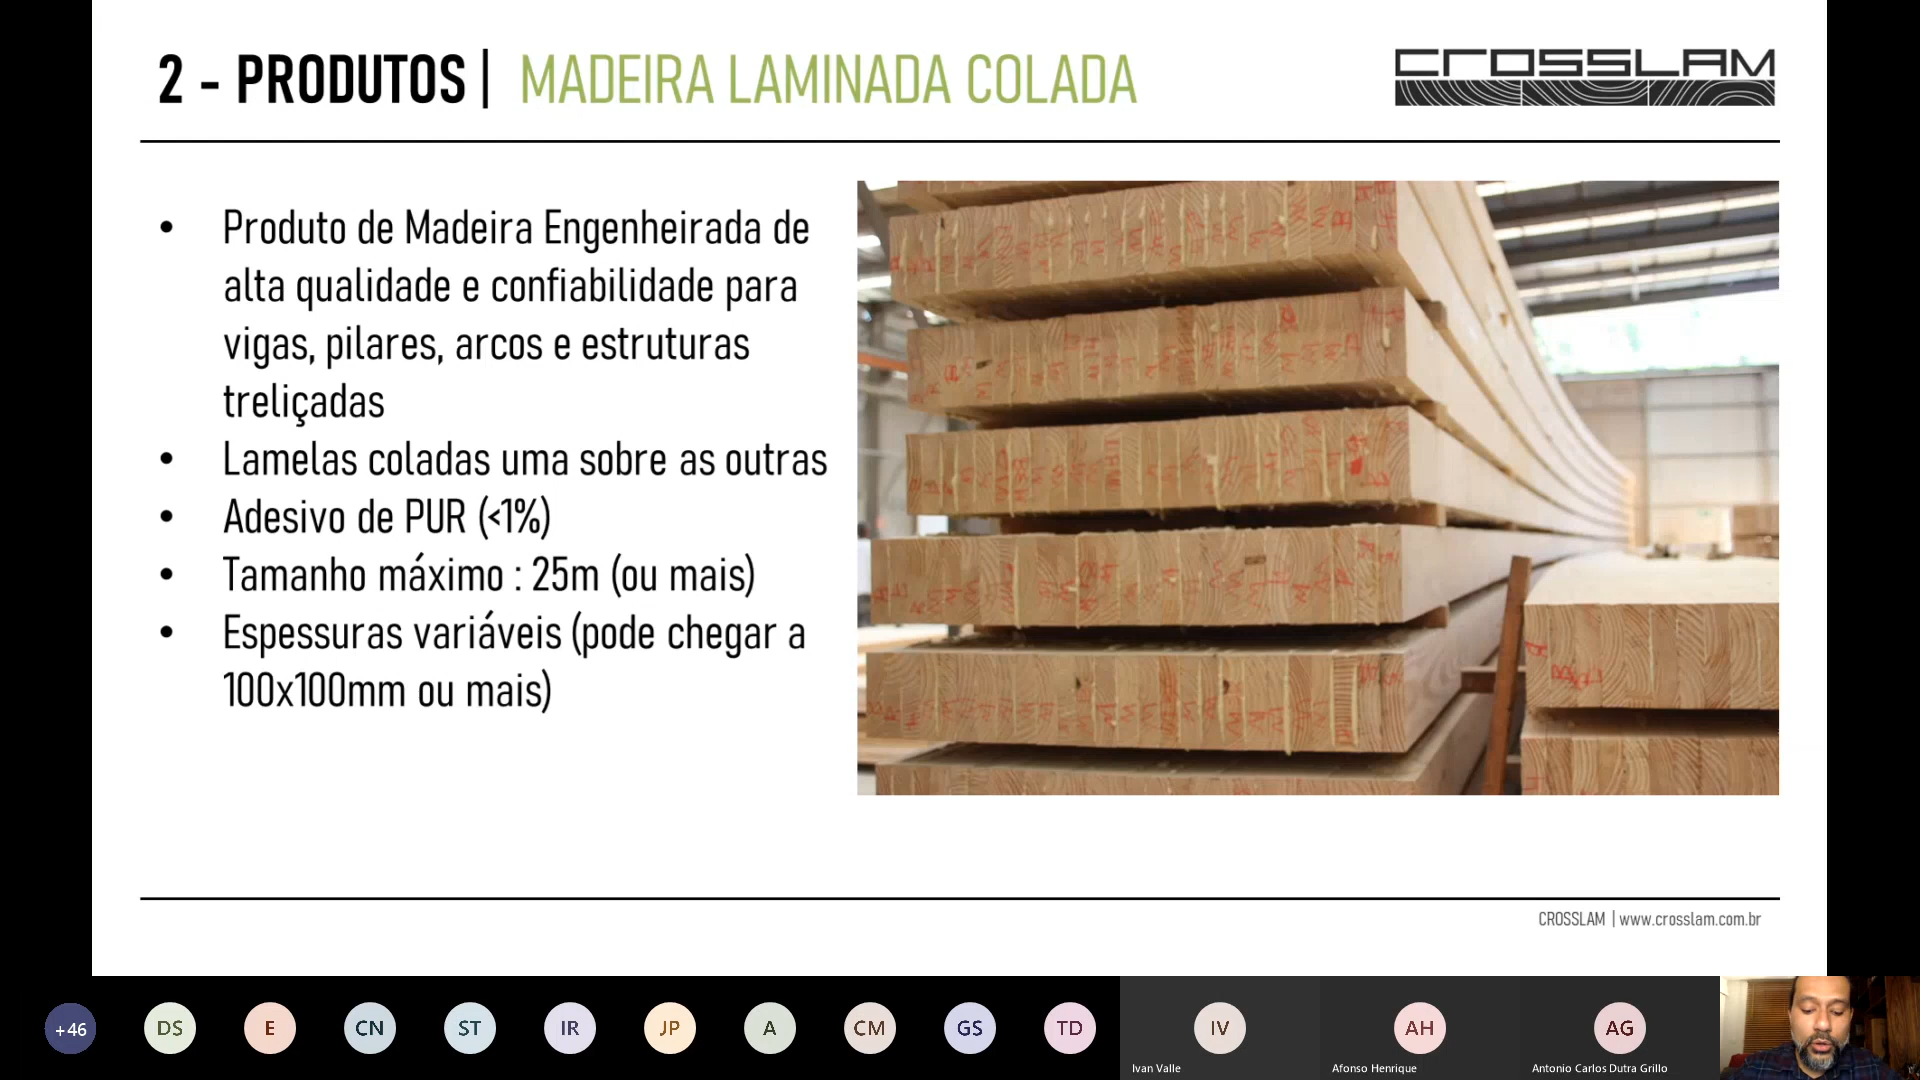 2 - PRODUTOS | MADEIRA LAMINADA COLADA
CROSSLAM
• Produto de Madeira Engenheirada de
alta qualidade e confiabilidade para
vigas, pilares, arcos e estruturas
treliçadas
• Lamelas coladas uma sobre as outras
• Adesivo de PUR (<1%)
• Tamanho máximo : 25m (ou mais)
• Espessuras variáveis (pode chegar a
100x100mm ou mais)
CROSSLAM | www.crosslam.com.br
+46 DS E CN ST IR JP A CM GS TD IV AH AG
Ivan Valle Afonso Henrique Antonio Carlos Dutra Grillo